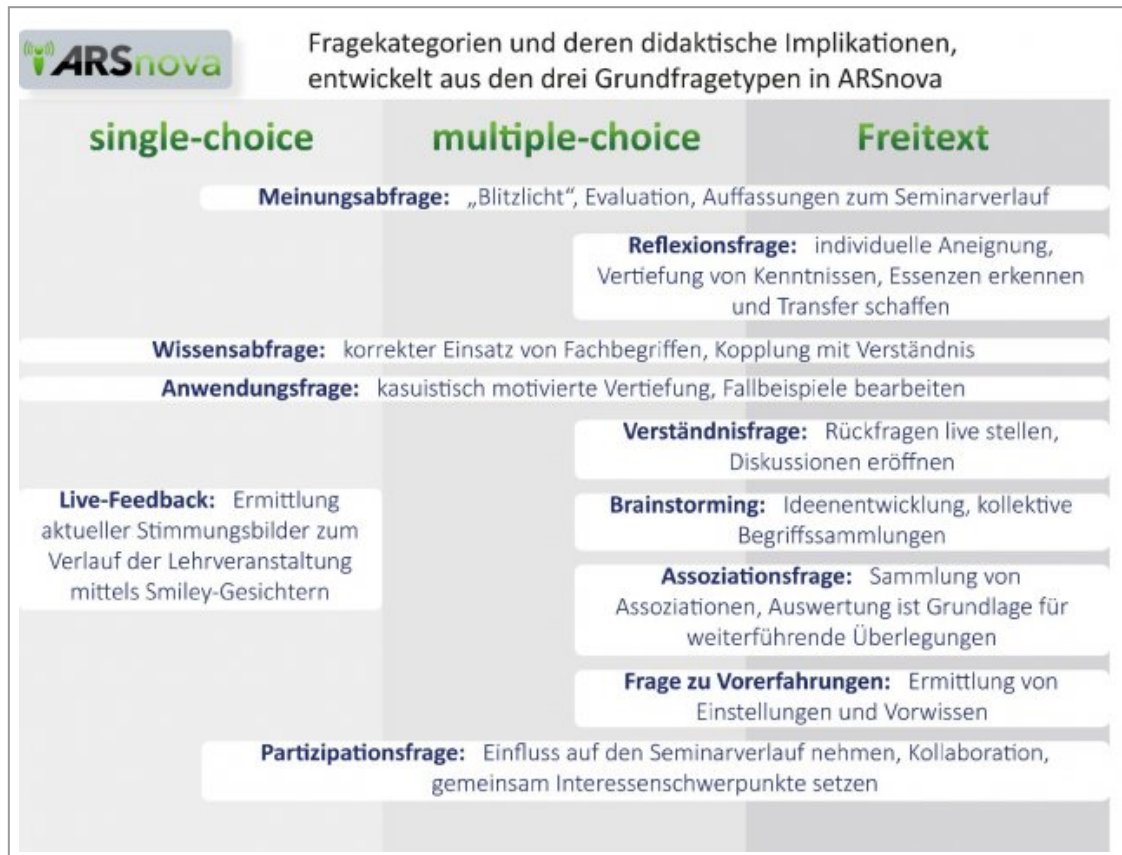 ARSnova
Fragekategorien und deren didaktische Implikationen,
entwickelt aus den drei Grundfragetypen in ARSnova
single-choice
multiple-choice
Freitext
Meinungsabfrage: „Blitzlicht“, Evaluation, Auffassungen zum Seminarverlauf
Reflexionsfrage: individuelle Aneignung,
Vertiefung von Kenntnissen, Essenzen erkennen
und Transfer schaffen
Wissensabfrage: korrekter Einsatz von Fachbegriffen, Kopplung mit Verständnis
Anwendungsfrage: kasuistisch motivierte Vertiefung, Fallbeispiele bearbeiten
Verständnisfrage: Rückfragen live stellen,
Diskussionen eröffnen
Live-Feedback: Ermittlung
aktueller Stimmungsbilder zum
Verlauf der Lehrveranstaltung
mittels Smiley-Gesichtern
Brainstorming: Ideenentwicklung, kollektive
Begriffssammlungen
Assoziationsfrage: Sammlung von
Assoziationen, Auswertung ist Grundlage für
weiterführende Überlegungen
Frage zu Vorerfahrungen: Ermittlung von
Einstellungen und Vorwissen
Partizipationsfrage: Einfluss auf den Seminarverlauf nehmen, Kollaboration,
gemeinsam Interessenschwerpunkte setzen